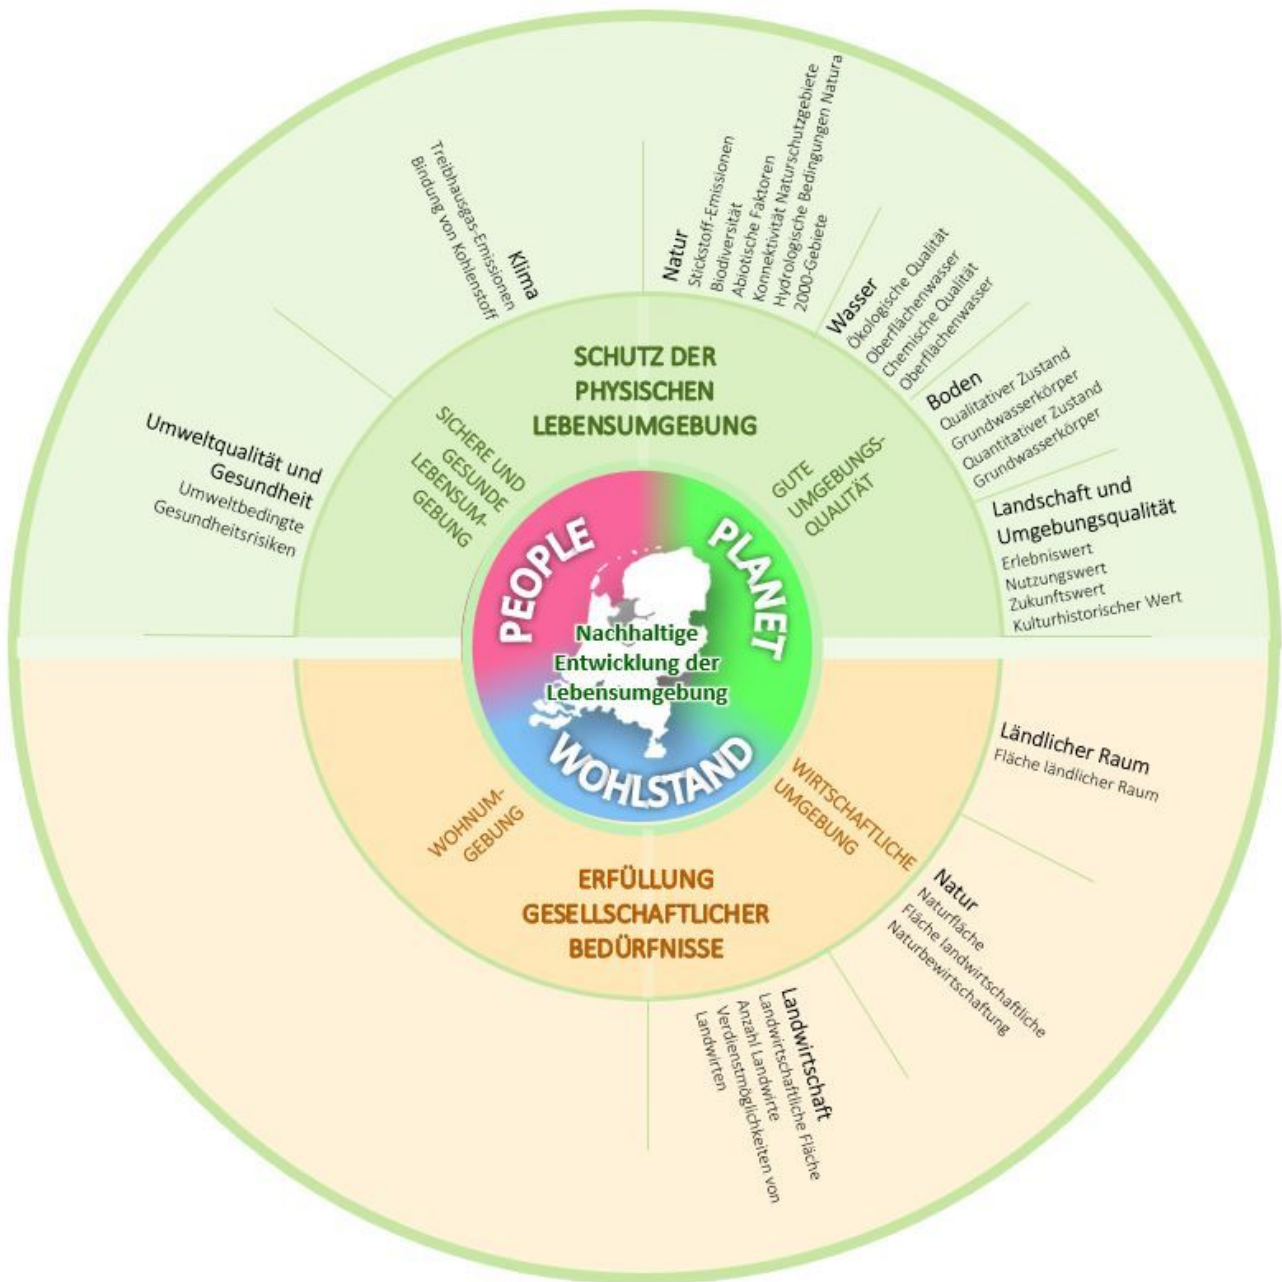 Umweltqualität und
Gesundheit
Umweltbedingte
Gesundheitsrisiken
Klima
Treibhausgas-Emissionen
Bindung von Kohlenstoff
Natur
Stickstoff-Emissionen
Biodiversität
Abiotische Faktoren
Konnektivität Naturschutzgebiete
Hydrologische Bedingungen Natura
2000-Gebiete
Wasser
Ökologische Qualität
Oberflächenwasser
Chemische Qualität
Oberflächenwasser
Boden
Qualitativer Zustand
Grundwasserkörper
Quantitativer Zustand
Grundwasserkörper
Landschaft und
Umgebungsqualität
Erlebniswert
Nutzungswert
Zukunftswert
Kulturhistorischer Wert
SCHUTZ DER
PHYSISCHEN
LEBENSUMGEBUNG
SICHERE UND
GESUNDE
LEBENSUM-
GEBUNG
GUTE
UMGEBUNGS-
QUALITÄT
PEOPLE
PLANET
Nachhaltige
Entwicklung der
Lebensumgebung
WOHLSTAND
WOHNUM-
GEBUNG
WIRTSCHAFTLICHE
UMGEBUNG
ERFÜLLUNG
GESELLSCHAFTLICHER
BEDÜRFNISSE
Ländlicher Raum
Fläche ländlicher Raum
Natur
Naturfläche
Fläche landwirtschaftliche
Naturbewirtschaftung
Landwirtschaft
Landwirtschaftliche Fläche
Anzahl Landwirte
Verdienstmöglichkeiten von
Landwirten